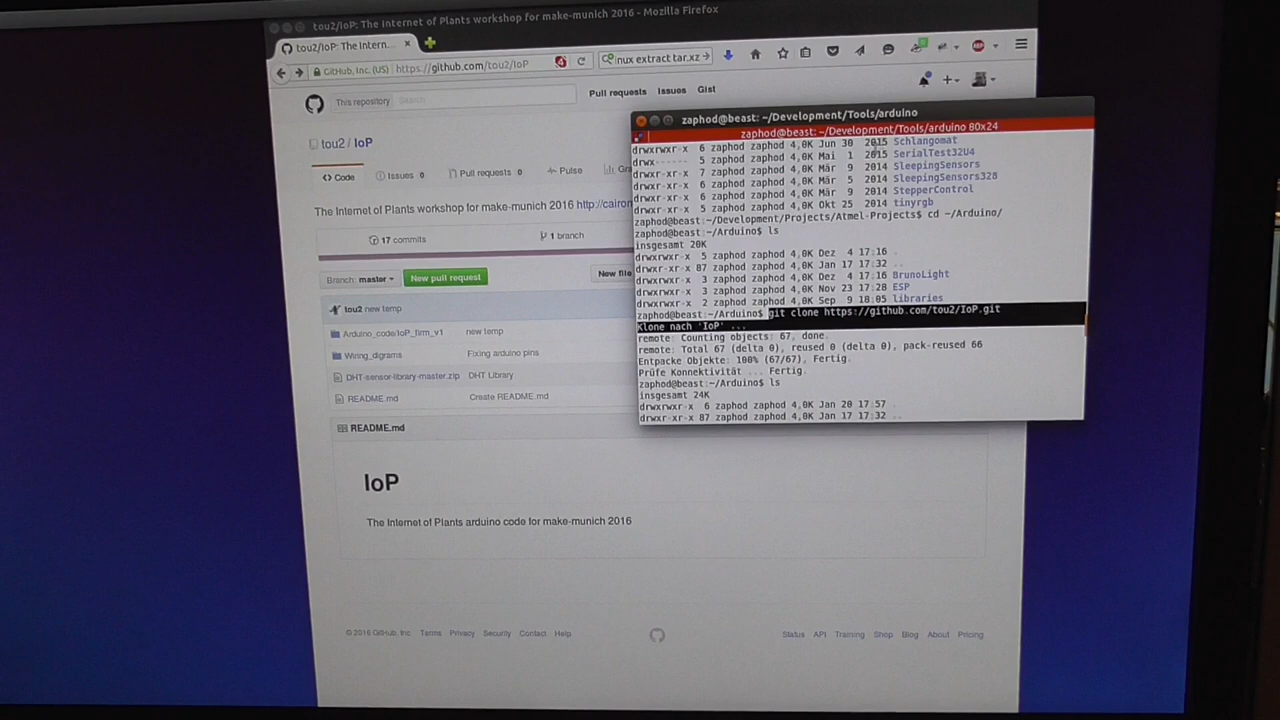 tou2/IoP: The Internet of Plants workshop for make-munich 2016 - Mozilla Firefox
tou2/IoP: The Intern...
GitHub, Inc. (US)
https://github.com/tou2/IoP
nux extract tar.xz
This repository
Search
Pull requests
Issues
Gist
tou2 / IoP
Code
Issues 0
Pull requests 0
Pulse
Gra
The Internet of Plants workshop for make-munich 2016
17 commits
1 branch
Branch: master
New pull request
New file
tou2 new temp
Arduino_code/IoP_firm_v1
new temp
Wiring_digrams
Fixing arduino pins
DHT-sensor-library-master.zip
DHT Library
README.md
Create README.md
README.md
IoP
The Internet of Plants arduino code for make-munich 2016
© 2016 GitHub, Inc.
Terms
Privacy
Security
Contact
Help
Status
API
Training
Shop
Blog
About
Pricing
zaphod@beast: ~/Development/Tools/arduino
zaphod@beast: ~/Development/Tools/arduino 80x24
drwxrwxr-x 6 zaphod zaphod 4,0K Jun 30 2015 Schlangomat
drwx------ 5 zaphod zaphod 4,0K Mai 1 2015 SerialTest32U4
drwxr-xr-x 7 zaphod zaphod 4,0K Mär 9 2014 SleepingSensors
drwxr-xr-x 6 zaphod zaphod 4,0K Mär 5 2014 SleepingSensors328
drwxr-xr-x 6 zaphod zaphod 4,0K Mär 9 2014 StepperControl
drwxr-xr-x 5 zaphod zaphod 4,0K Okt 25 2014 tinyrgb
zaphod@beast:~/Development/Projects/Atmel-Projects$ cd ~/Arduino/
zaphod@beast:~/Arduino$ ls
insgesamt 20K
drwxrwxr-x 5 zaphod zaphod 4,0K Dez 4 17:16 .
drwxr-xr-x 87 zaphod zaphod 4,0K Jan 17 17:32 ..
drwxrwxr-x 3 zaphod zaphod 4,0K Dez 4 17:16 BrunoLight
drwxrwxr-x 3 zaphod zaphod 4,0K Nov 23 17:28 ESP
drwxrwxr-x 2 zaphod zaphod 4,0K Sep 9 18:05 libraries
zaphod@beast:~/Arduino$ git clone https://github.com/tou2/IoP.git
Klone nach 'IoP' ...
remote: Counting objects: 67, done.
remote: Total 67 (delta 0), reused 0 (delta 0), pack-reused 66
Entpacke Objekte: 100% (67/67), Fertig.
Prüfe Konnektivität ... Fertig.
zaphod@beast:~/Arduino$ ls
insgesamt 24K
drwxrwxr-x 6 zaphod zaphod 4,0K Jan 20 17:57 .
drwxr-xr-x 87 zaphod zaphod 4,0K Jan 17 17:32 ..